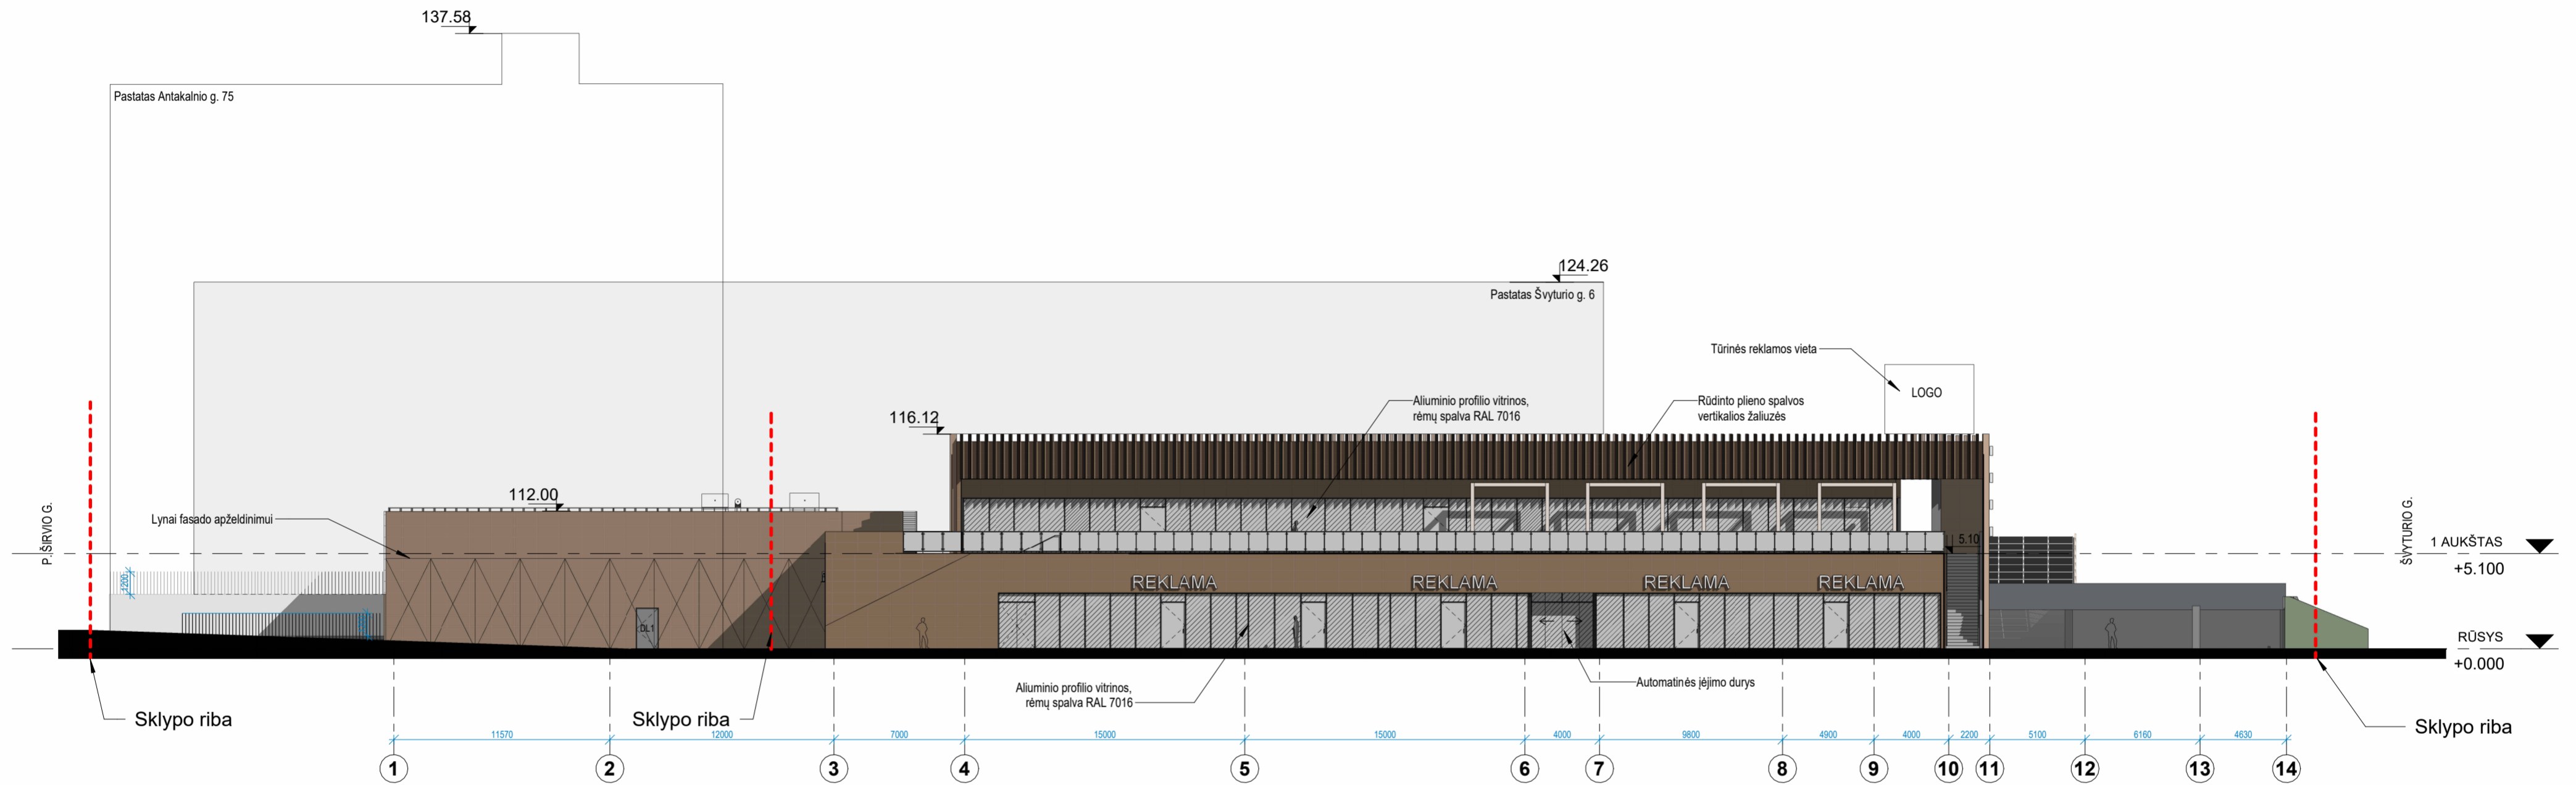 137.58
Pastatas Antakalnio g. 75
124.26
Pastatas Švyturio g. 6
Tūrinės reklamos vieta
LOGO
Aliuminio profilio vitrinos,
rėmų spalva RAL 7016
Rūdinto plieno spalvos
vertikalios žaliuzės
116.12
112.00
Lynai fasado apželdinimui
P.ŠIRVIO G.
ŠVYTURIO G.
1 AUKŠTAS
+5.100
5.10
1200
REKLAMA REKLAMA REKLAMA REKLAMA
DL1
RŪSYS
+0.000
Aliuminio profilio vitrinos,
rėmų spalva RAL 7016
Automatinės įėjimo durys
Sklypo riba
Sklypo riba
Sklypo riba
11570 12000 7000 15000 15000 4000 9800 4900 4000 2200 5100 6160 4630
1 2 3 4 5 6 7 8 9 10 11 12 13 14